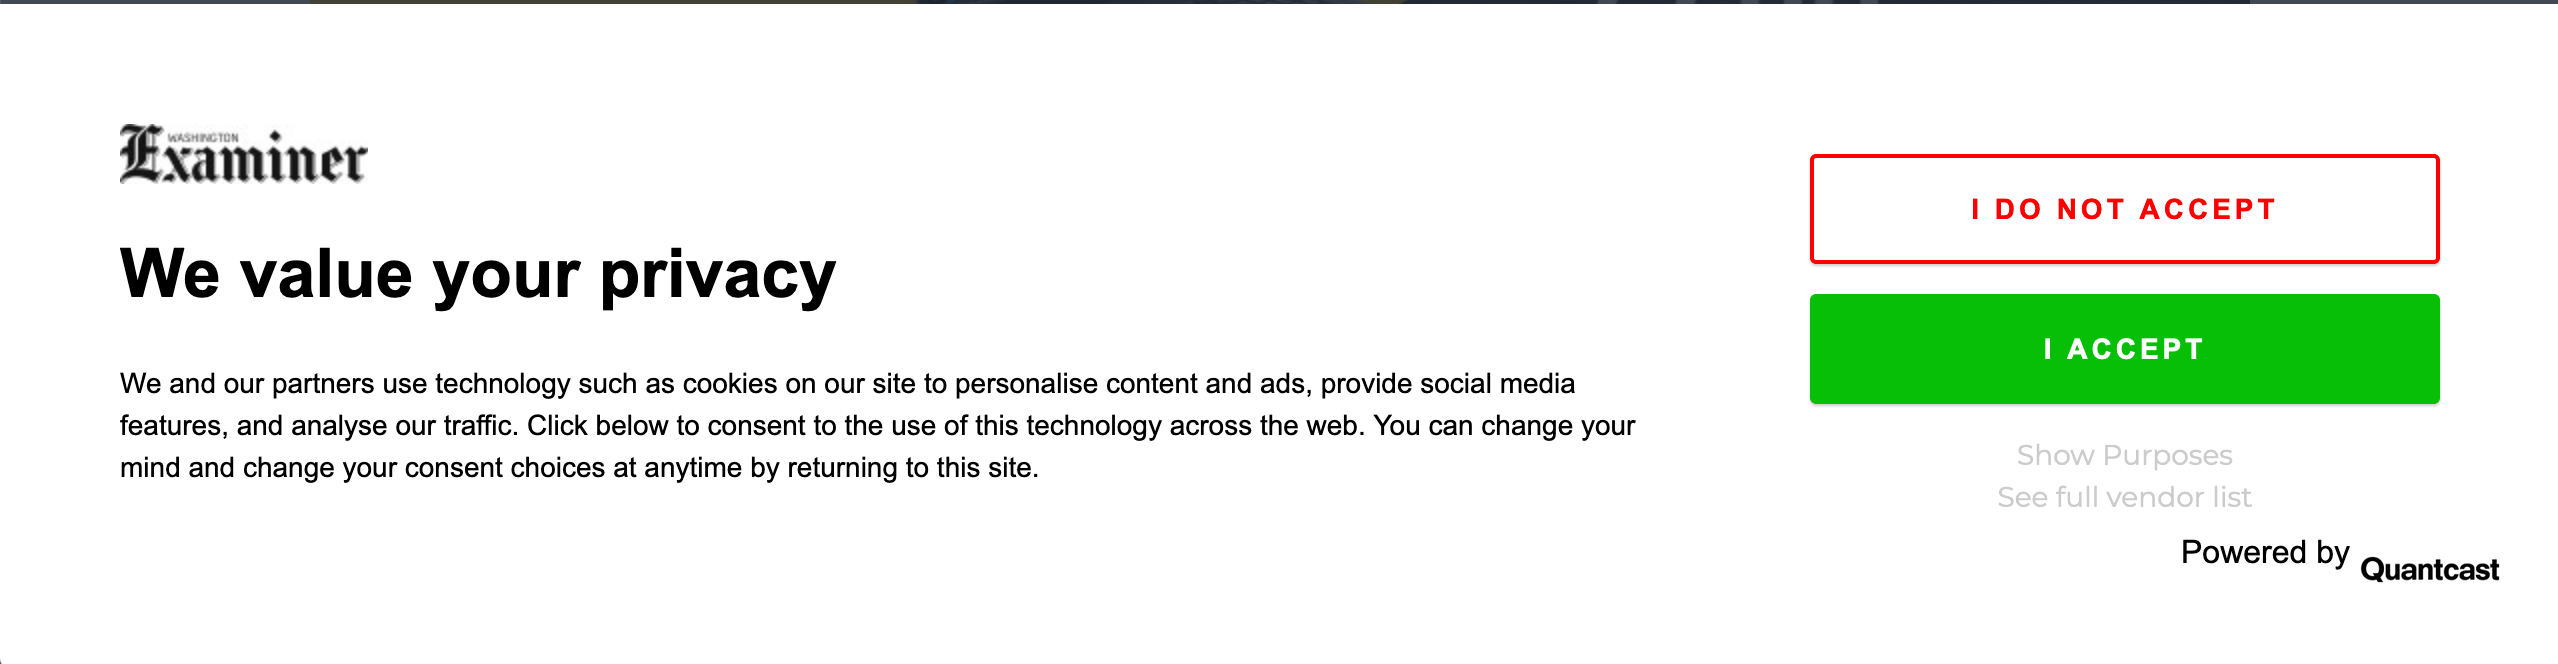 WASHINGTON
Examiner
We value your privacy
We and our partners use technology such as cookies on our site to personalise content and ads, provide social media
features, and analyse our traffic. Click below to consent to the use of this technology across the web. You can change your
mind and change your consent choices at anytime by returning to this site.
I DO NOT ACCEPT
I ACCEPT
Show Purposes
See full vendor list
Powered by Quantcast